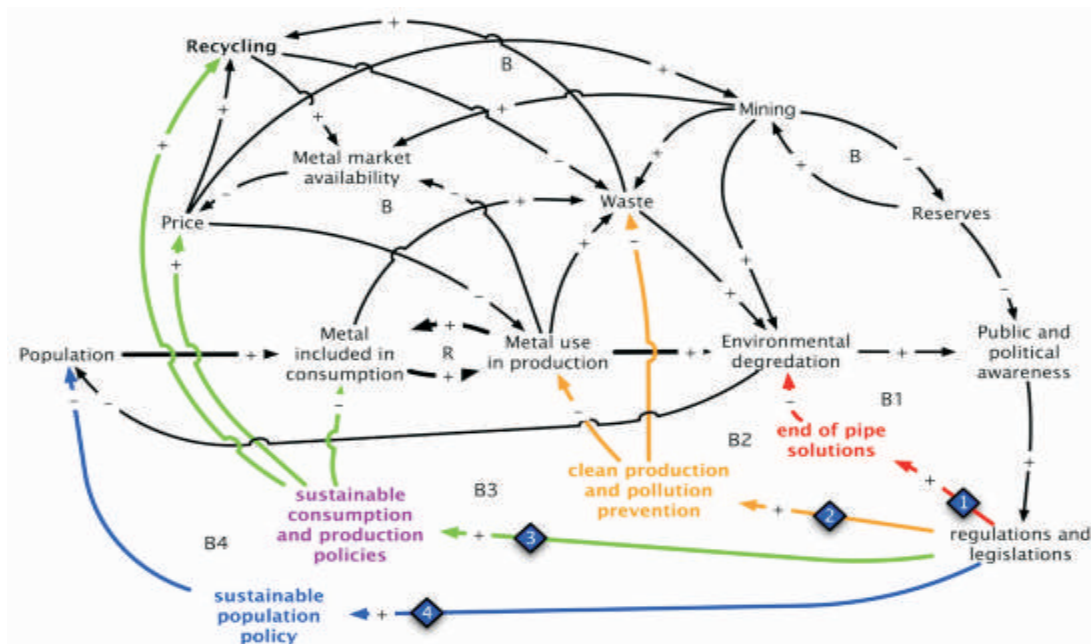 Recycling
+
B
+
Mining
+
+
+
Metal market
availability
-
+
B
-
-
+
Waste
Reserves
-
Price
B
-
+
+
+
-
+
+
-
-
Population
+
Metal
included in
consumption
+
R
+
Metal use
in production
+
Environmental
degredation
+
Public and
political
awareness
-
-
-
-
-
B1
end of pipe
solutions
B2
+
+
clean production
and pollution
prevention
B3
sustainable
consumption
and production
policies
+
3
+
2
1
regulations and
legislations
B4
sustainable
population
policy
+
4